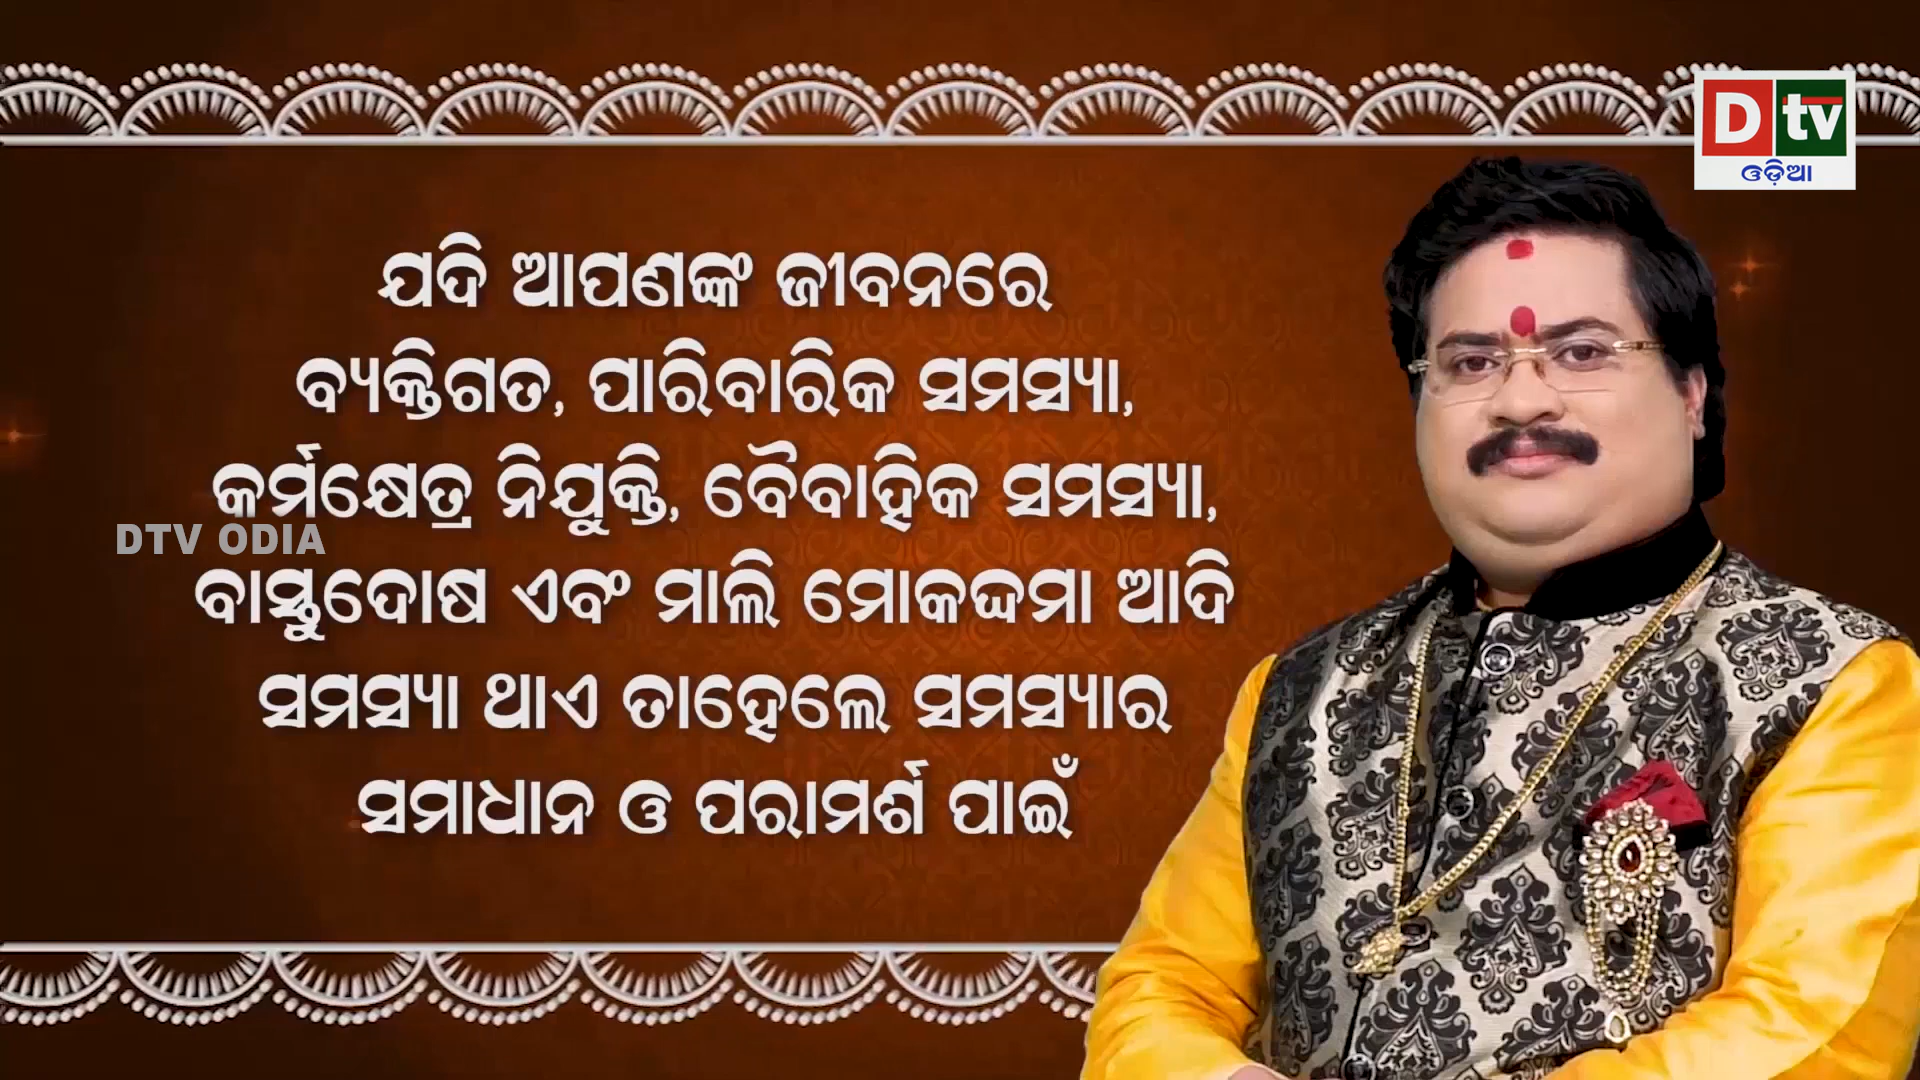 D tv
ଓଡ଼ିଆ
ଯଦି ଆପଣଙ୍କ ଜୀବନରେ
ବ୍ୟକ୍ତିଗତ, ପାରିବାରିକ ସମସ୍ୟା,
କର୍ମକ୍ଷେତ୍ର ନିଯୁକ୍ତି, ବୈବାହିକ ସମସ୍ୟା,
DTV ODIA
ବାସ୍ତୁଦୋଷ ଏବଂ ମାଲି ମୋକଦ୍ଦମା ଆଦି
ସମସ୍ୟା ଥାଏ ତାହେଲେ ସମସ୍ୟାର
ସମାଧାନ ଓ ପରାମର୍ଶ ପାଇଁ